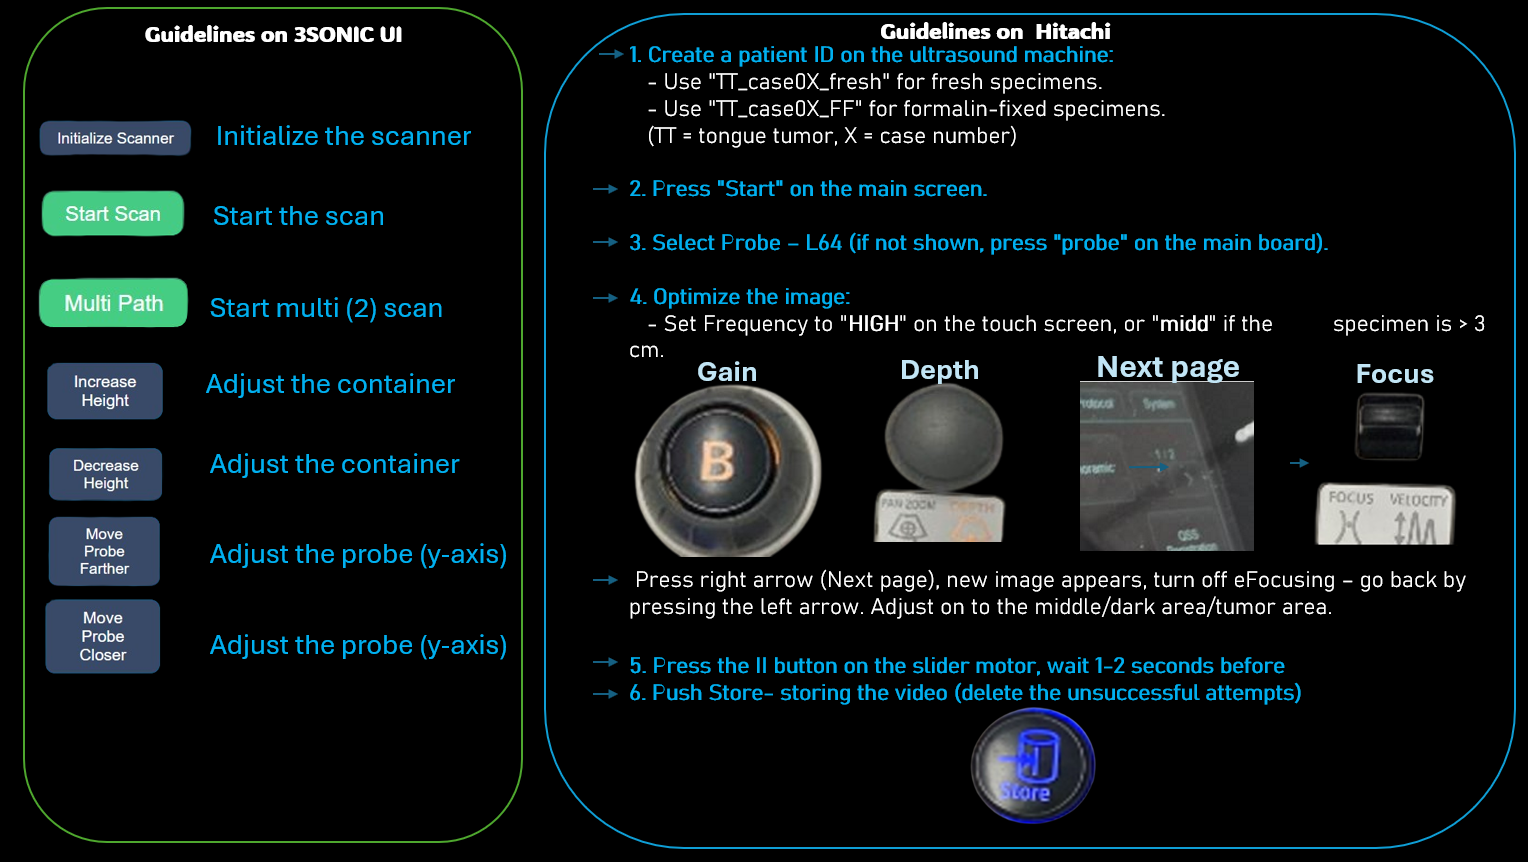 Guidelines on 3SONIC UI
Initialize Scanner
Initialize the scanner
Start Scan
Start the scan
Multi Path
Start multi (2) scan
Increase
Height
Adjust the container
Decrease
Height
Adjust the container
Move
Probe
Farther
Adjust the probe (y-axis)
Move
Probe
Closer
Adjust the probe (y-axis)
Guidelines on Hitachi
1. Create a patient ID on the ultrasound machine:
- Use "TT_case0X_fresh" for fresh specimens.
- Use "TT_case0X_FF" for formalin-fixed specimens.
(TT = tongue tumor, X = case number)
2. Press "Start" on the main screen.
3. Select Probe – L64 (if not shown, press "probe" on the main board).
4. Optimize the image:
- Set Frequency to "HIGH" on the touch screen, or "midd" if the specimen is > 3
cm.
Gain
B
Depth
PAN ZOOM DEPTH
Next page
System
1/2
Focus
FOCUS VELOCITY
Press right arrow (Next page), new image appears, turn off eFocusing – go back by
pressing the left arrow. Adjust on to the middle/dark area/tumor area.
5. Press the II button on the slider motor, wait 1-2 seconds before
6. Push Store- storing the video (delete the unsuccessful attempts)
Store